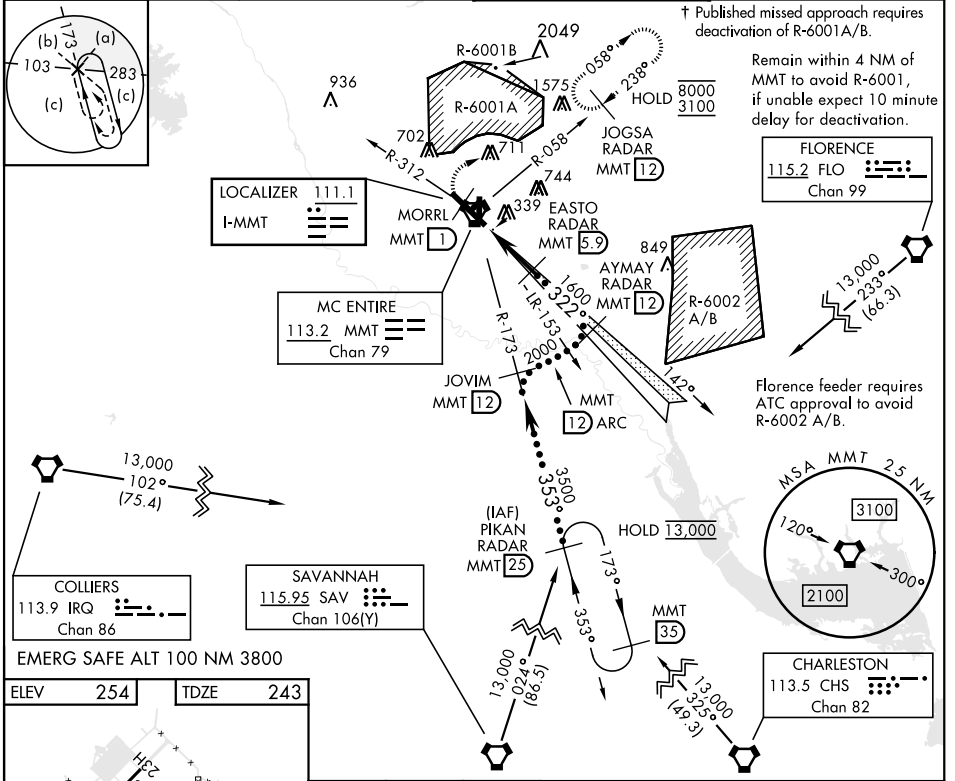 † Published missed approach requires
deactivation of R-6001A/B.
Remain within 4 NM of
MMT to avoid R-6001,
if unable expect 10 minute
delay for deactivation.
173
(b)
(a)
103
283
(c)
(c)
2049
R-6001B
058°
238°
936
R-6001A
1575
HOLD 8000
3100
702
711
R-058
JOGSA
RADAR
MMT 12
FLORENCE
115.2 FLO
Chan 99
R-312
LOCALIZER 111.1
I-MMT
744
MORRL
MMT 1
339
EASTO
RADAR
MMT 5.9
849
AYMAY
RADAR
MMT 12
R-6002
A/B
13,000
233°
(66.3)
1600
322°
LR-153
MC ENTIRE
113.2 MMT
Chan 79
R-173
2000
142°
JOVIM
MMT 12
MMT
12 ARC
Florence feeder requires
ATC approval to avoid
R-6002 A/B.
13,000
102°
(75.4)
3500
353°
MSA MMT 25 NM
3100
120°
300°
2100
(IAF)
PIKAN
RADAR
MMT 25
HOLD 13,000
173°
353°
MMT
35
COLLIERS
113.9 IRQ
Chan 86
SAVANNAH
115.95 SAV
Chan 106(Y)
EMERG SAFE ALT 100 NM 3800
13,000
024°
(86.5)
13,000
325°
(49.3)
CHARLESTON
113.5 CHS
Chan 82
ELEV 254
TDZE 243
23H